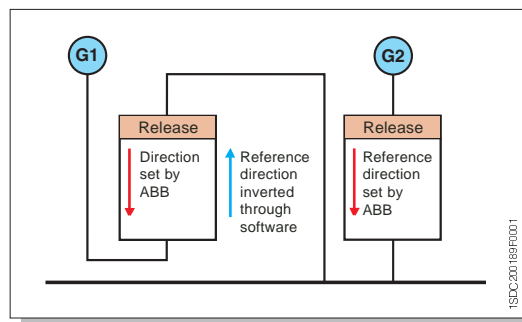 G1
G2
Release
Direction
set by
ABB
Reference
direction
inverted
through
software
Release
Reference
direction
set by
ABB
1SDC200189F0001